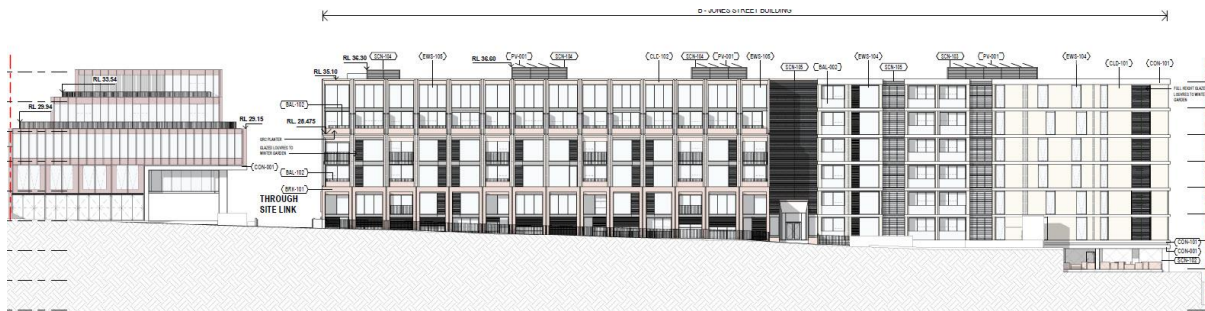 B - JONES STREET BUILDING
RL 36.30
SCN-104
EWS-105
RL 36.60
PV-001
SCN-104
CLD-102
SCN-104
PV-001
EWS-105
SCN-105
BAL-002
EWS-104
SCN-105
SCN-103
PV-001
EWS-104
CLD-101
CON-101
RL 33.54
RL 35.10
FULL HEIGHT GLAZED
LOUVRES TO WINTER
GARDEN
RL 29.94
RL 29.15
BAL-102
RL. 28.475
GRC PLANTER
GLAZED LOUVRES TO
WINTER GARDEN
CON-001
BAL-102
BRK-101
THROUGH
SITE LINK
CON-101
CON-001
SCN-102